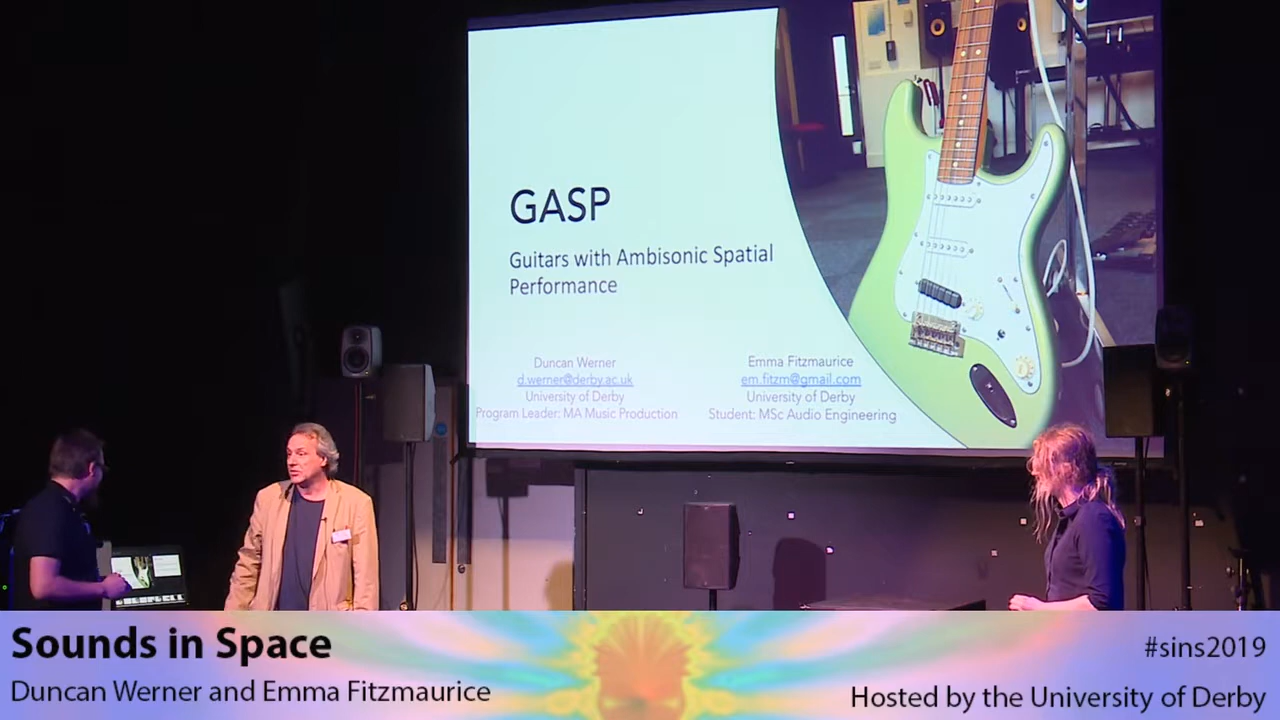 GASP
Guitars with Ambisonic Spatial
Performance
Duncan Werner
d.werner@derby.ac.uk
University of Derby
Program Leader: MA Music Production
Emma Fitzmaurice
em.fitzm@gmail.com
University of Derby
Student: MSc Audio Engineering
Sounds in Space
#sins2019
Duncan Werner and Emma Fitzmaurice
Hosted by the University of Derby